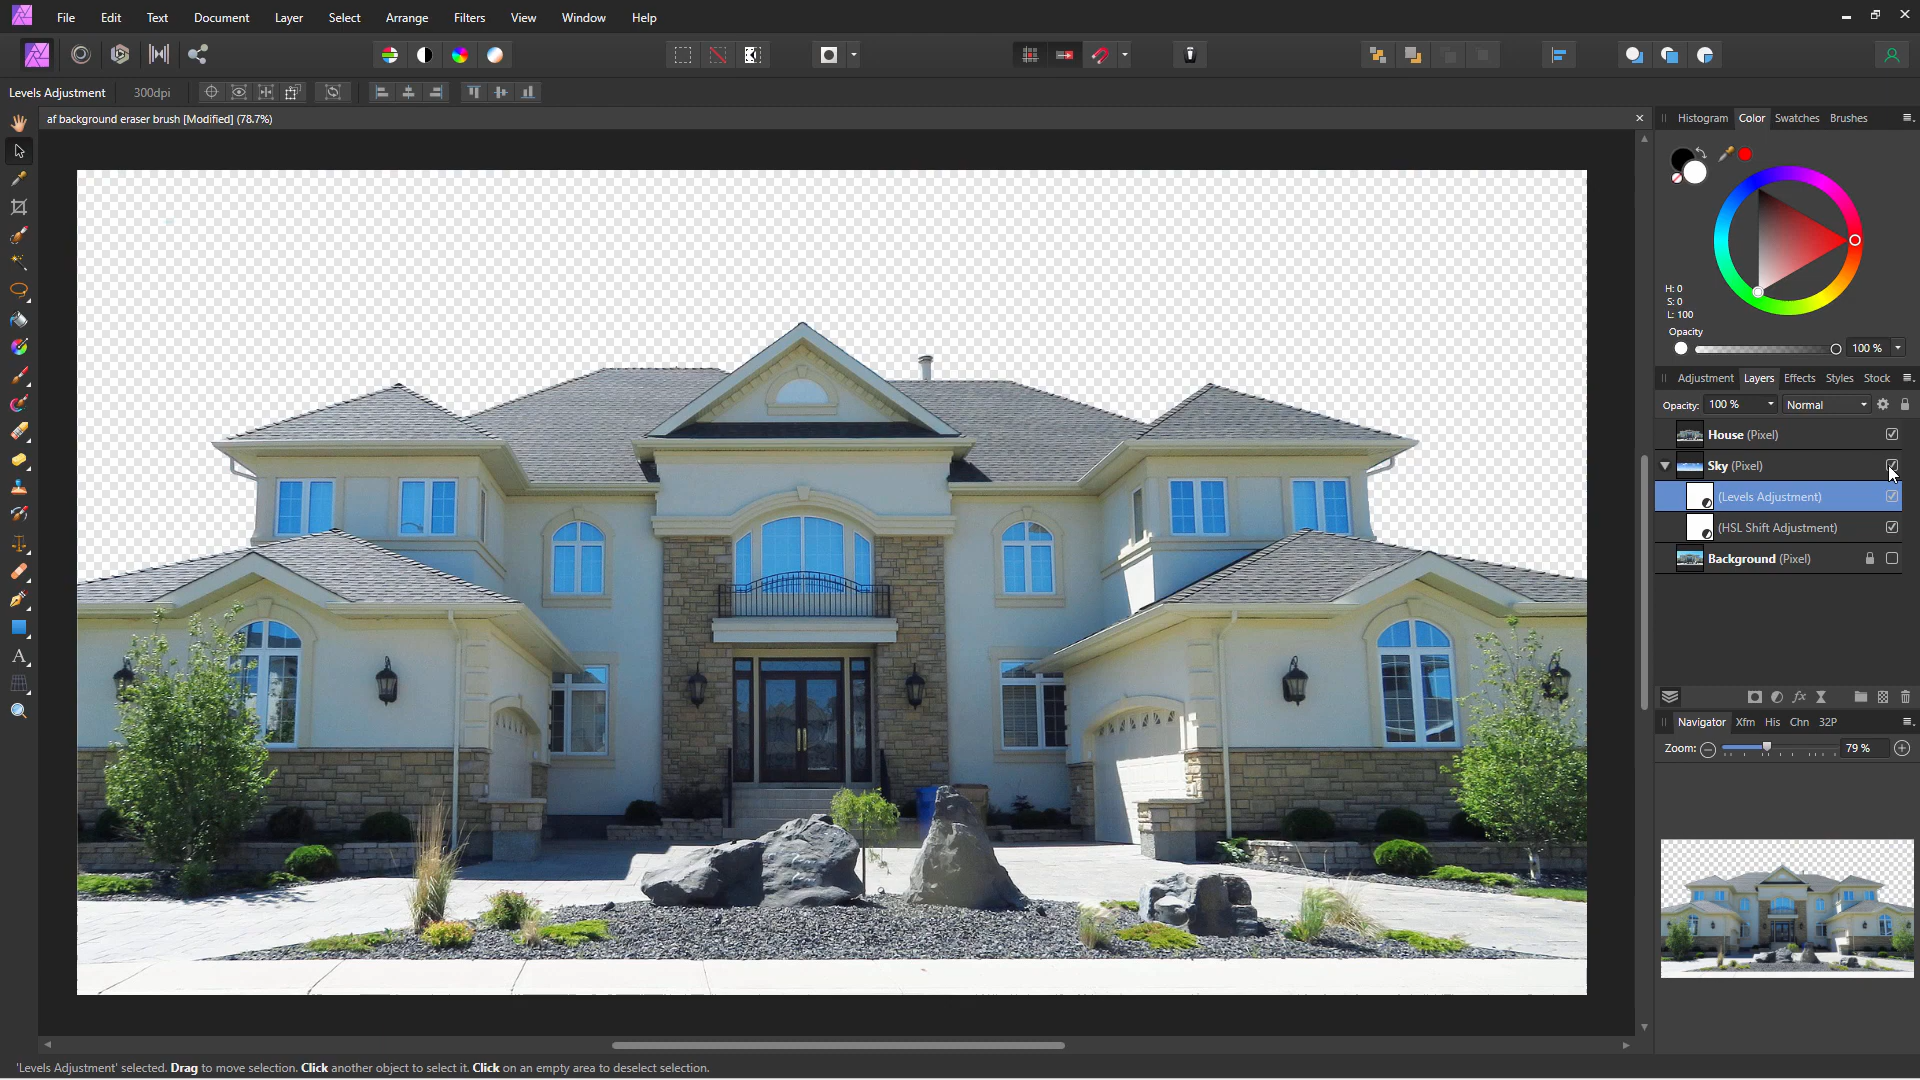 File Edit Text Document Layer Select Arrange Filters View Window Help
Levels Adjustment 300dpi
af background eraser brush [Modified] (78.7%)
Histogram Color Swatches Brushes
H: 0
S: 0
L: 100
Opacity
100 %
Adjustment Layers Effects Styles Stock
Opacity: 100 % Normal
House (Pixel)
Sky (Pixel)
(Levels Adjustment)
(HSL Shift Adjustment)
Background (Pixel)
fx
Navigator Xfm His Chn 32P
Zoom: 79 %
A
'Levels Adjustment' selected. Drag to move selection. Click another object to select it. Click on an empty area to deselect selection.